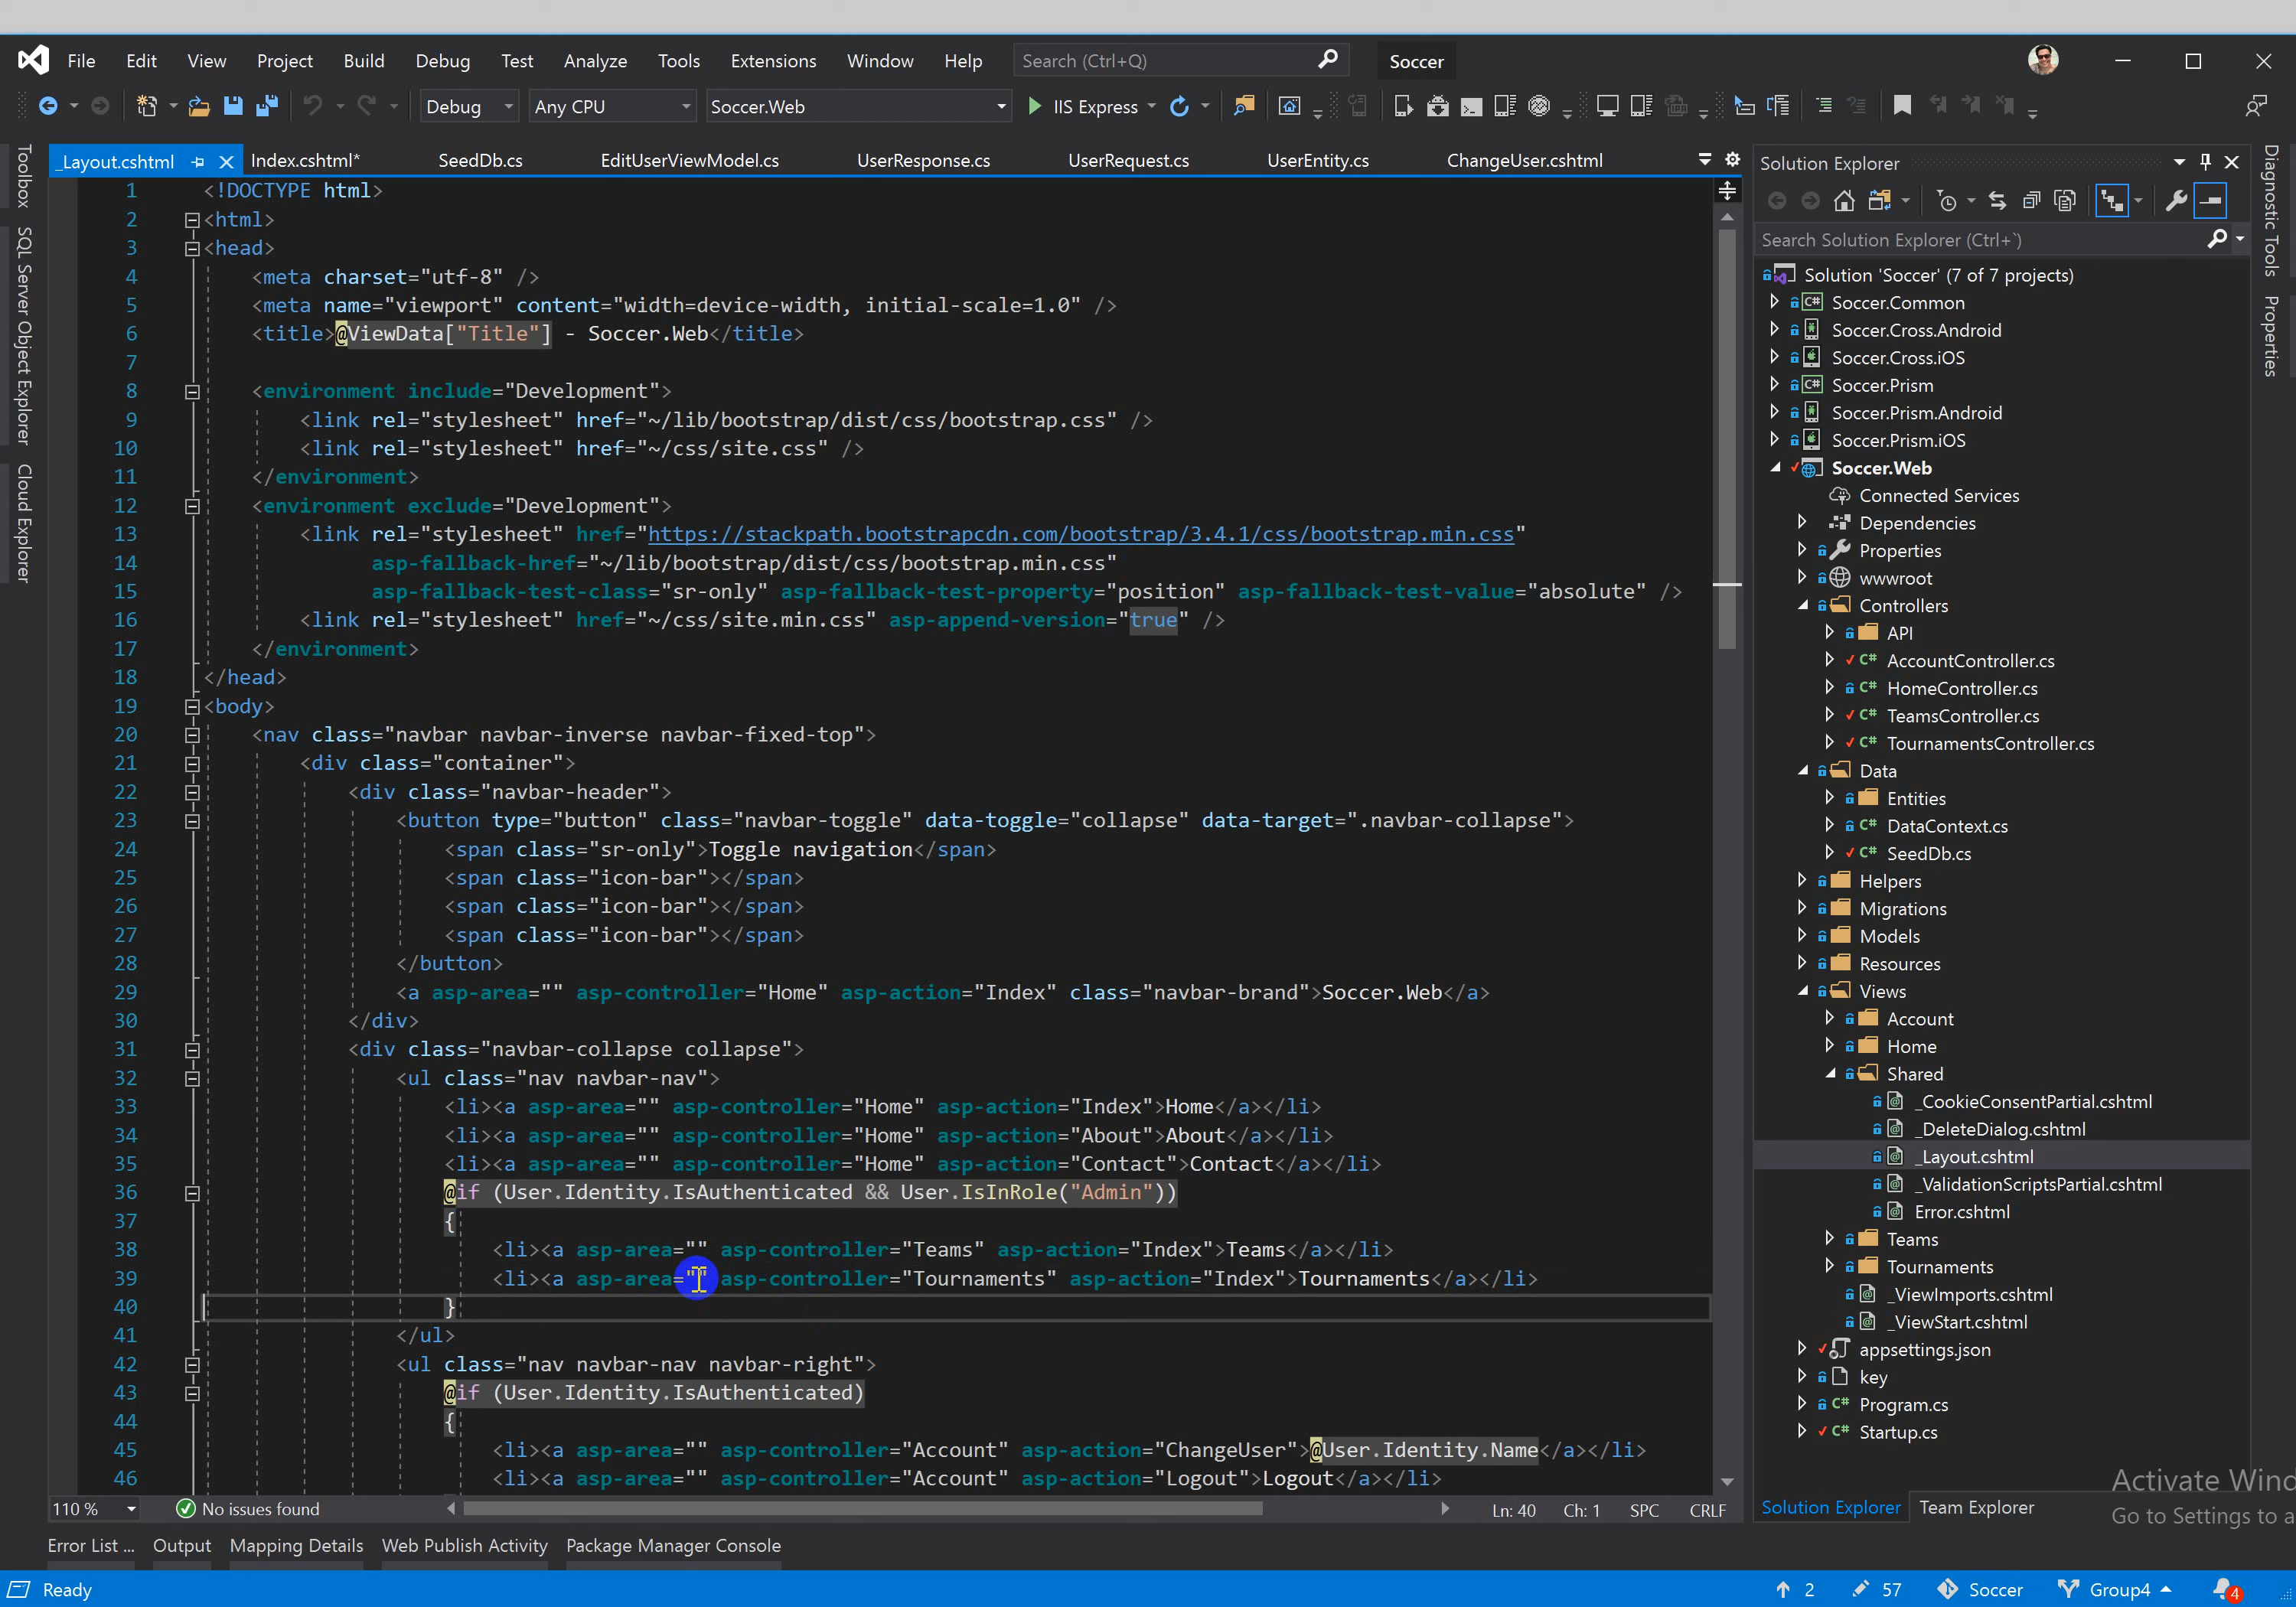 File Edit View Project Build Debug Test Analyze Tools Extensions Window Help Search (Ctrl+Q) Soccer
Debug Any CPU Soccer.Web IIS Express
_Layout.cshtml Index.cshtml* SeedDb.cs EditUserViewModel.cs UserResponse.cs UserRequest.cs UserEntity.cs ChangeUser.cshtml
Toolbox
SQL Server Object Explorer
Cloud Explorer
1 <!DOCTYPE html>
2 <html>
3 <head>
4 <meta charset="utf-8" />
5 <meta name="viewport" content="width=device-width, initial-scale=1.0" />
6 <title>@ViewData["Title"] - Soccer.Web</title>
7
8 <environment include="Development">
9 <link rel="stylesheet" href="~/lib/bootstrap/dist/css/bootstrap.css" />
10 <link rel="stylesheet" href="~/css/site.css" />
11 </environment>
12 <environment exclude="Development">
13 <link rel="stylesheet" href="https://stackpath.bootstrapcdn.com/bootstrap/3.4.1/css/bootstrap.min.css"
14 asp-fallback-href="~/lib/bootstrap/dist/css/bootstrap.min.css"
15 asp-fallback-test-class="sr-only" asp-fallback-test-property="position" asp-fallback-test-value="absolute" />
16 <link rel="stylesheet" href="~/css/site.min.css" asp-append-version="true" />
17 </environment>
18 </head>
19 <body>
20 <nav class="navbar navbar-inverse navbar-fixed-top">
21 <div class="container">
22 <div class="navbar-header">
23 <button type="button" class="navbar-toggle" data-toggle="collapse" data-target=".navbar-collapse">
24 <span class="sr-only">Toggle navigation</span>
25 <span class="icon-bar"></span>
26 <span class="icon-bar"></span>
27 <span class="icon-bar"></span>
28 </button>
29 <a asp-area="" asp-controller="Home" asp-action="Index" class="navbar-brand">Soccer.Web</a>
30 </div>
31 <div class="navbar-collapse collapse">
32 <ul class="nav navbar-nav">
33 <li><a asp-area="" asp-controller="Home" asp-action="Index">Home</a></li>
34 <li><a asp-area="" asp-controller="Home" asp-action="About">About</a></li>
35 <li><a asp-area="" asp-controller="Home" asp-action="Contact">Contact</a></li>
36 @if (User.Identity.IsAuthenticated && User.IsInRole("Admin"))
37 {
38 <li><a asp-area="" asp-controller="Teams" asp-action="Index">Teams</a></li>
39 <li><a asp-area="" asp-controller="Tournaments" asp-action="Index">Tournaments</a></li>
40 }
41 </ul>
42 <ul class="nav navbar-nav navbar-right">
43 @if (User.Identity.IsAuthenticated)
44 {
45 <li><a asp-area="" asp-controller="Account" asp-action="ChangeUser">@User.Identity.Name</a></li>
46 <li><a asp-area="" asp-controller="Account" asp-action="Logout">Logout</a></li>
110 % No issues found Ln: 40 Ch: 1 SPC CRLF
Solution Explorer
Search Solution Explorer (Ctrl+`)
Solution 'Soccer' (7 of 7 projects)
C# Soccer.Common
Soccer.Cross.Android
Soccer.Cross.iOS
C# Soccer.Prism
Soccer.Prism.Android
Soccer.Prism.iOS
Soccer.Web
Connected Services
Dependencies
Properties
wwwroot
Controllers
API
C# AccountController.cs
C# HomeController.cs
C# TeamsController.cs
C# TournamentsController.cs
Data
Entities
C# DataContext.cs
C# SeedDb.cs
Helpers
Migrations
Models
Resources
Views
Account
Home
Shared
_CookieConsentPartial.cshtml
_DeleteDialog.cshtml
_Layout.cshtml
_ValidationScriptsPartial.cshtml
Error.cshtml
Teams
Tournaments
_ViewImports.cshtml
_ViewStart.cshtml
appsettings.json
key
C# Program.cs
C# Startup.cs
Diagnostic Tools
Properties
Activate Wind
Go to Settings to a
Solution Explorer Team Explorer
Error List ... Output Mapping Details Web Publish Activity Package Manager Console
Ready 2 57 Soccer Group4 4